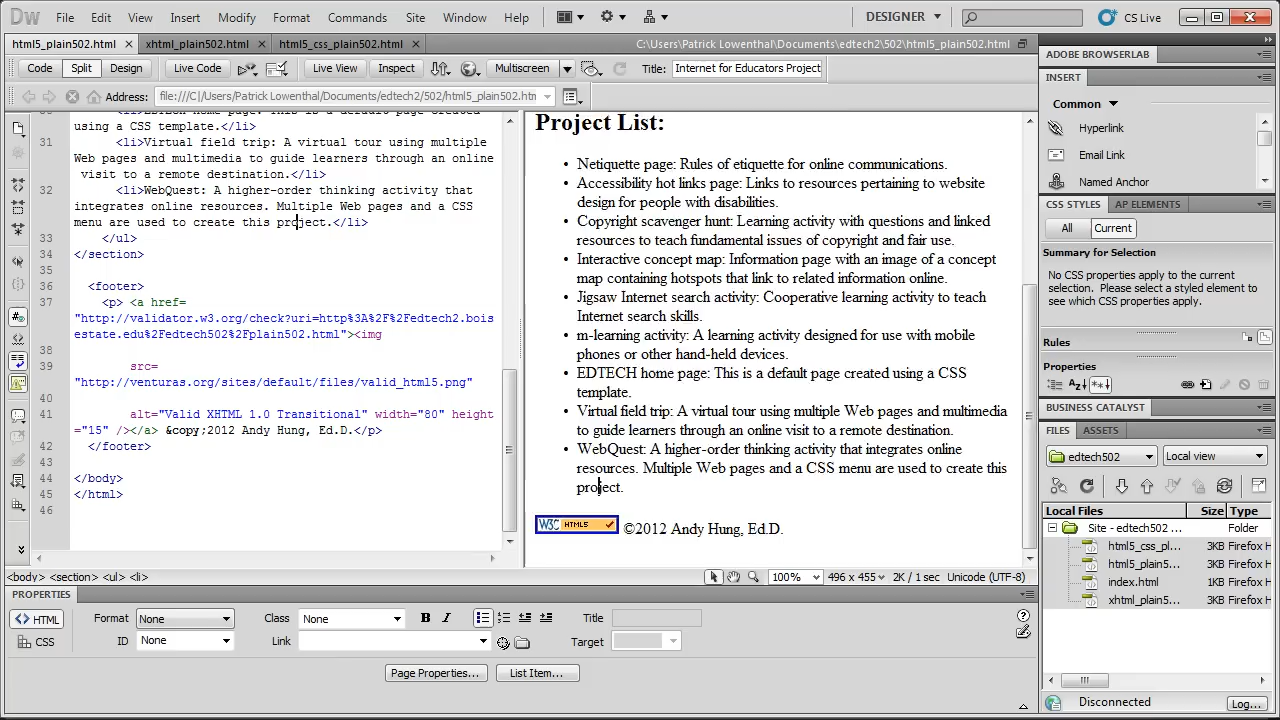 Dw File Edit View Insert Modify Format Commands Site Window Help DESIGNER CS Live
html5_plain502.html × xhtml_plain502.html × html5_css_plain502.html × C:\Users\Patrick Lowenthal\Documents\edtech2\502\html5_plain502.html
Code Split Design Live Code Live View Inspect Multiscreen Title: Internet for Educators Project
Address: file:///C|/Users/Patrick Lowenthal/Documents/edtech2/502/html5_plain502.htm
using a CSS template.</li>
31 <li>Virtual field trip: A virtual tour using multiple
Web pages and multimedia to guide learners through an online
visit to a remote destination.</li>
32 <li>WebQuest: A higher-order thinking activity that
integrates online resources. Multiple Web pages and a CSS
menu are used to create this project.</li>
33 </ul>
34 </section>
35
36 <footer>
37 <p> <a href=
"http://validator.w3.org/check?uri=http%3A%2F%2Fedtech2.bois
estate.edu%2Fedtech502%2Fplain502.html"><img
38
39 src=
"http://venturas.org/sites/default/files/valid_html5.png"
40
41 alt="Valid XHTML 1.0 Transitional" width="80" height
="15" /></a> &copy;2012 Andy Hung, Ed.D.</p>
42 </footer>
43
44 </body>
45 </html>
46
Project List:
• Netiquette page: Rules of etiquette for online communications.
• Accessibility hot links page: Links to resources pertaining to website
design for people with disabilities.
• Copyright scavenger hunt: Learning activity with questions and linked
resources to teach fundamental issues of copyright and fair use.
• Interactive concept map: Information page with an image of a concept
map containing hotspots that link to related information online.
• Jigsaw Internet search activity: Cooperative learning activity to teach
Internet search skills.
• m-learning activity: A learning activity designed for use with mobile
phones or other hand-held devices.
• EDTECH home page: This is a default page created using a CSS
template.
• Virtual field trip: A virtual tour using multiple Web pages and multimedia
to guide learners through an online visit to a remote destination.
• WebQuest: A higher-order thinking activity that integrates online
resources. Multiple Web pages and a CSS menu are used to create this
project.
W3C HTML5 ©2012 Andy Hung, Ed.D.
<body> <section> <ul> <li> 100% 496 x 455 2K / 1 sec Unicode (UTF-8)
PROPERTIES
<> HTML Format None Class None B I Title
CSS ID None Link Target
Page Properties... List Item...
ADOBE BROWSERLAB
INSERT
Common
Hyperlink
Email Link
Named Anchor
CSS STYLES AP ELEMENTS
All Current
Summary for Selection
No CSS properties apply to the current
selection. Please select a styled element to
see which CSS properties apply.
Rules
Properties
BUSINESS CATALYST
FILES ASSETS
edtech502 Local view
Local Files Size Type
Site - edtech502 ... Folder
html5_css_pl... 3KB Firefox H
html5_plain5... 3KB Firefox H
index.html 1KB Firefox H
xhtml_plain5... 3KB Firefox H
Disconnected Log...